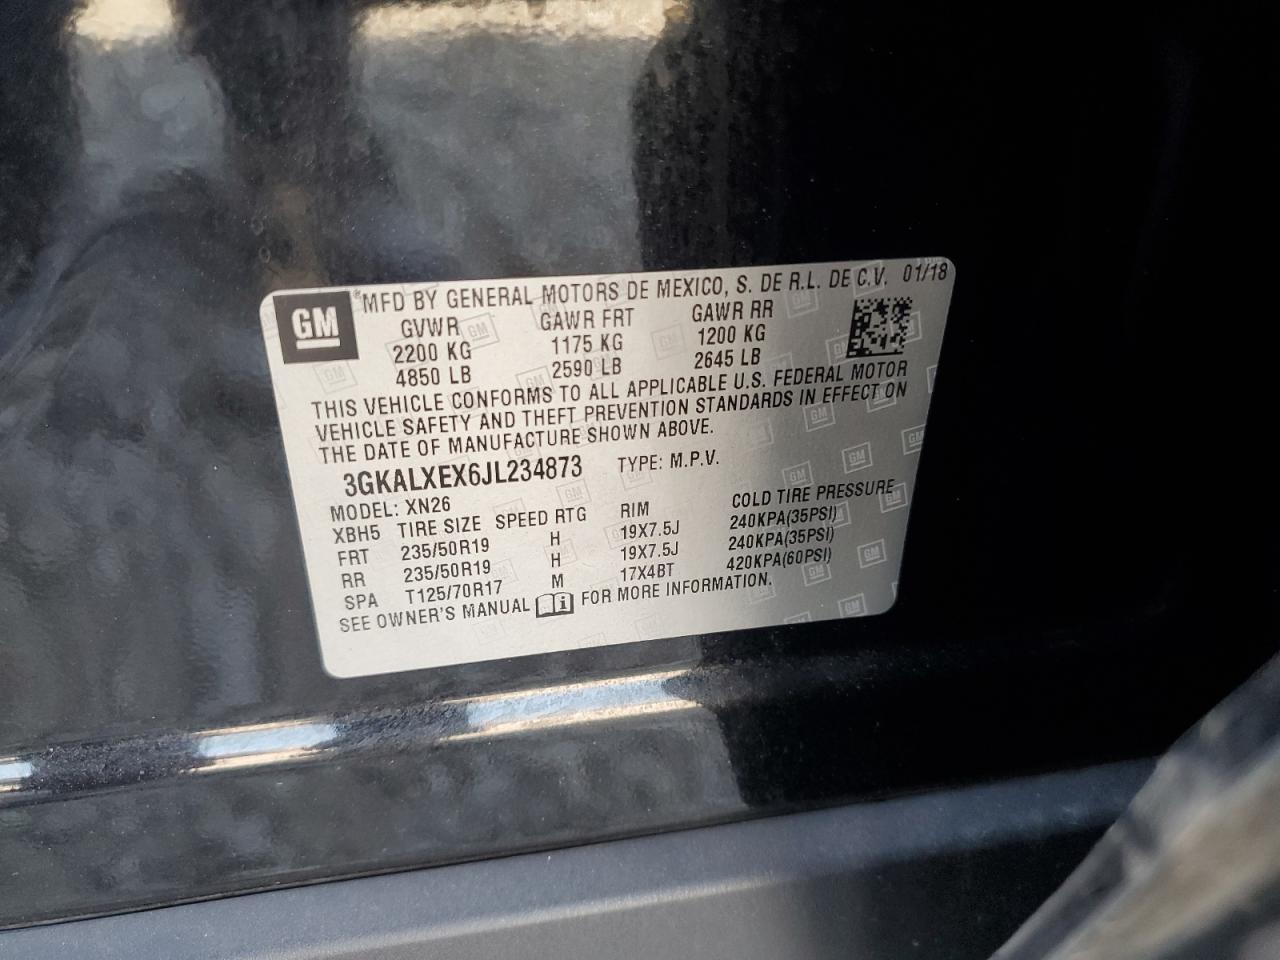 GM
*MFD BY GENERAL MOTORS DE MEXICO, S. DE R.L. DE C.V. 01/18
GVWR GAWR FRT GAWR RR
2200 KG 1175 KG 1200 KG
4850 LB 2590 LB 2645 LB
THIS VEHICLE CONFORMS TO ALL APPLICABLE U.S. FEDERAL MOTOR
VEHICLE SAFETY AND THEFT PREVENTION STANDARDS IN EFFECT ON
THE DATE OF MANUFACTURE SHOWN ABOVE.
3GKALXEX6JL234873 TYPE: M.P.V.
MODEL: XN26
XBH5 TIRE SIZE SPEED RTG RIM COLD TIRE PRESSURE
FRT 235/50R19 H 19X7.5J 240KPA(35PSI)
RR 235/50R19 H 19X7.5J 240KPA(35PSI)
SPA T125/70R17 M 17X4BT 420KPA(60PSI)
SEE OWNER'S MANUAL FOR MORE INFORMATION.